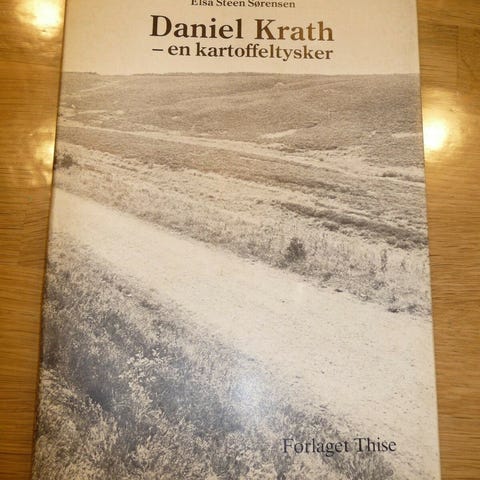 Elsa Steen Sørensen
Daniel Krath
– en kartoffeltysker
Forlaget Thise